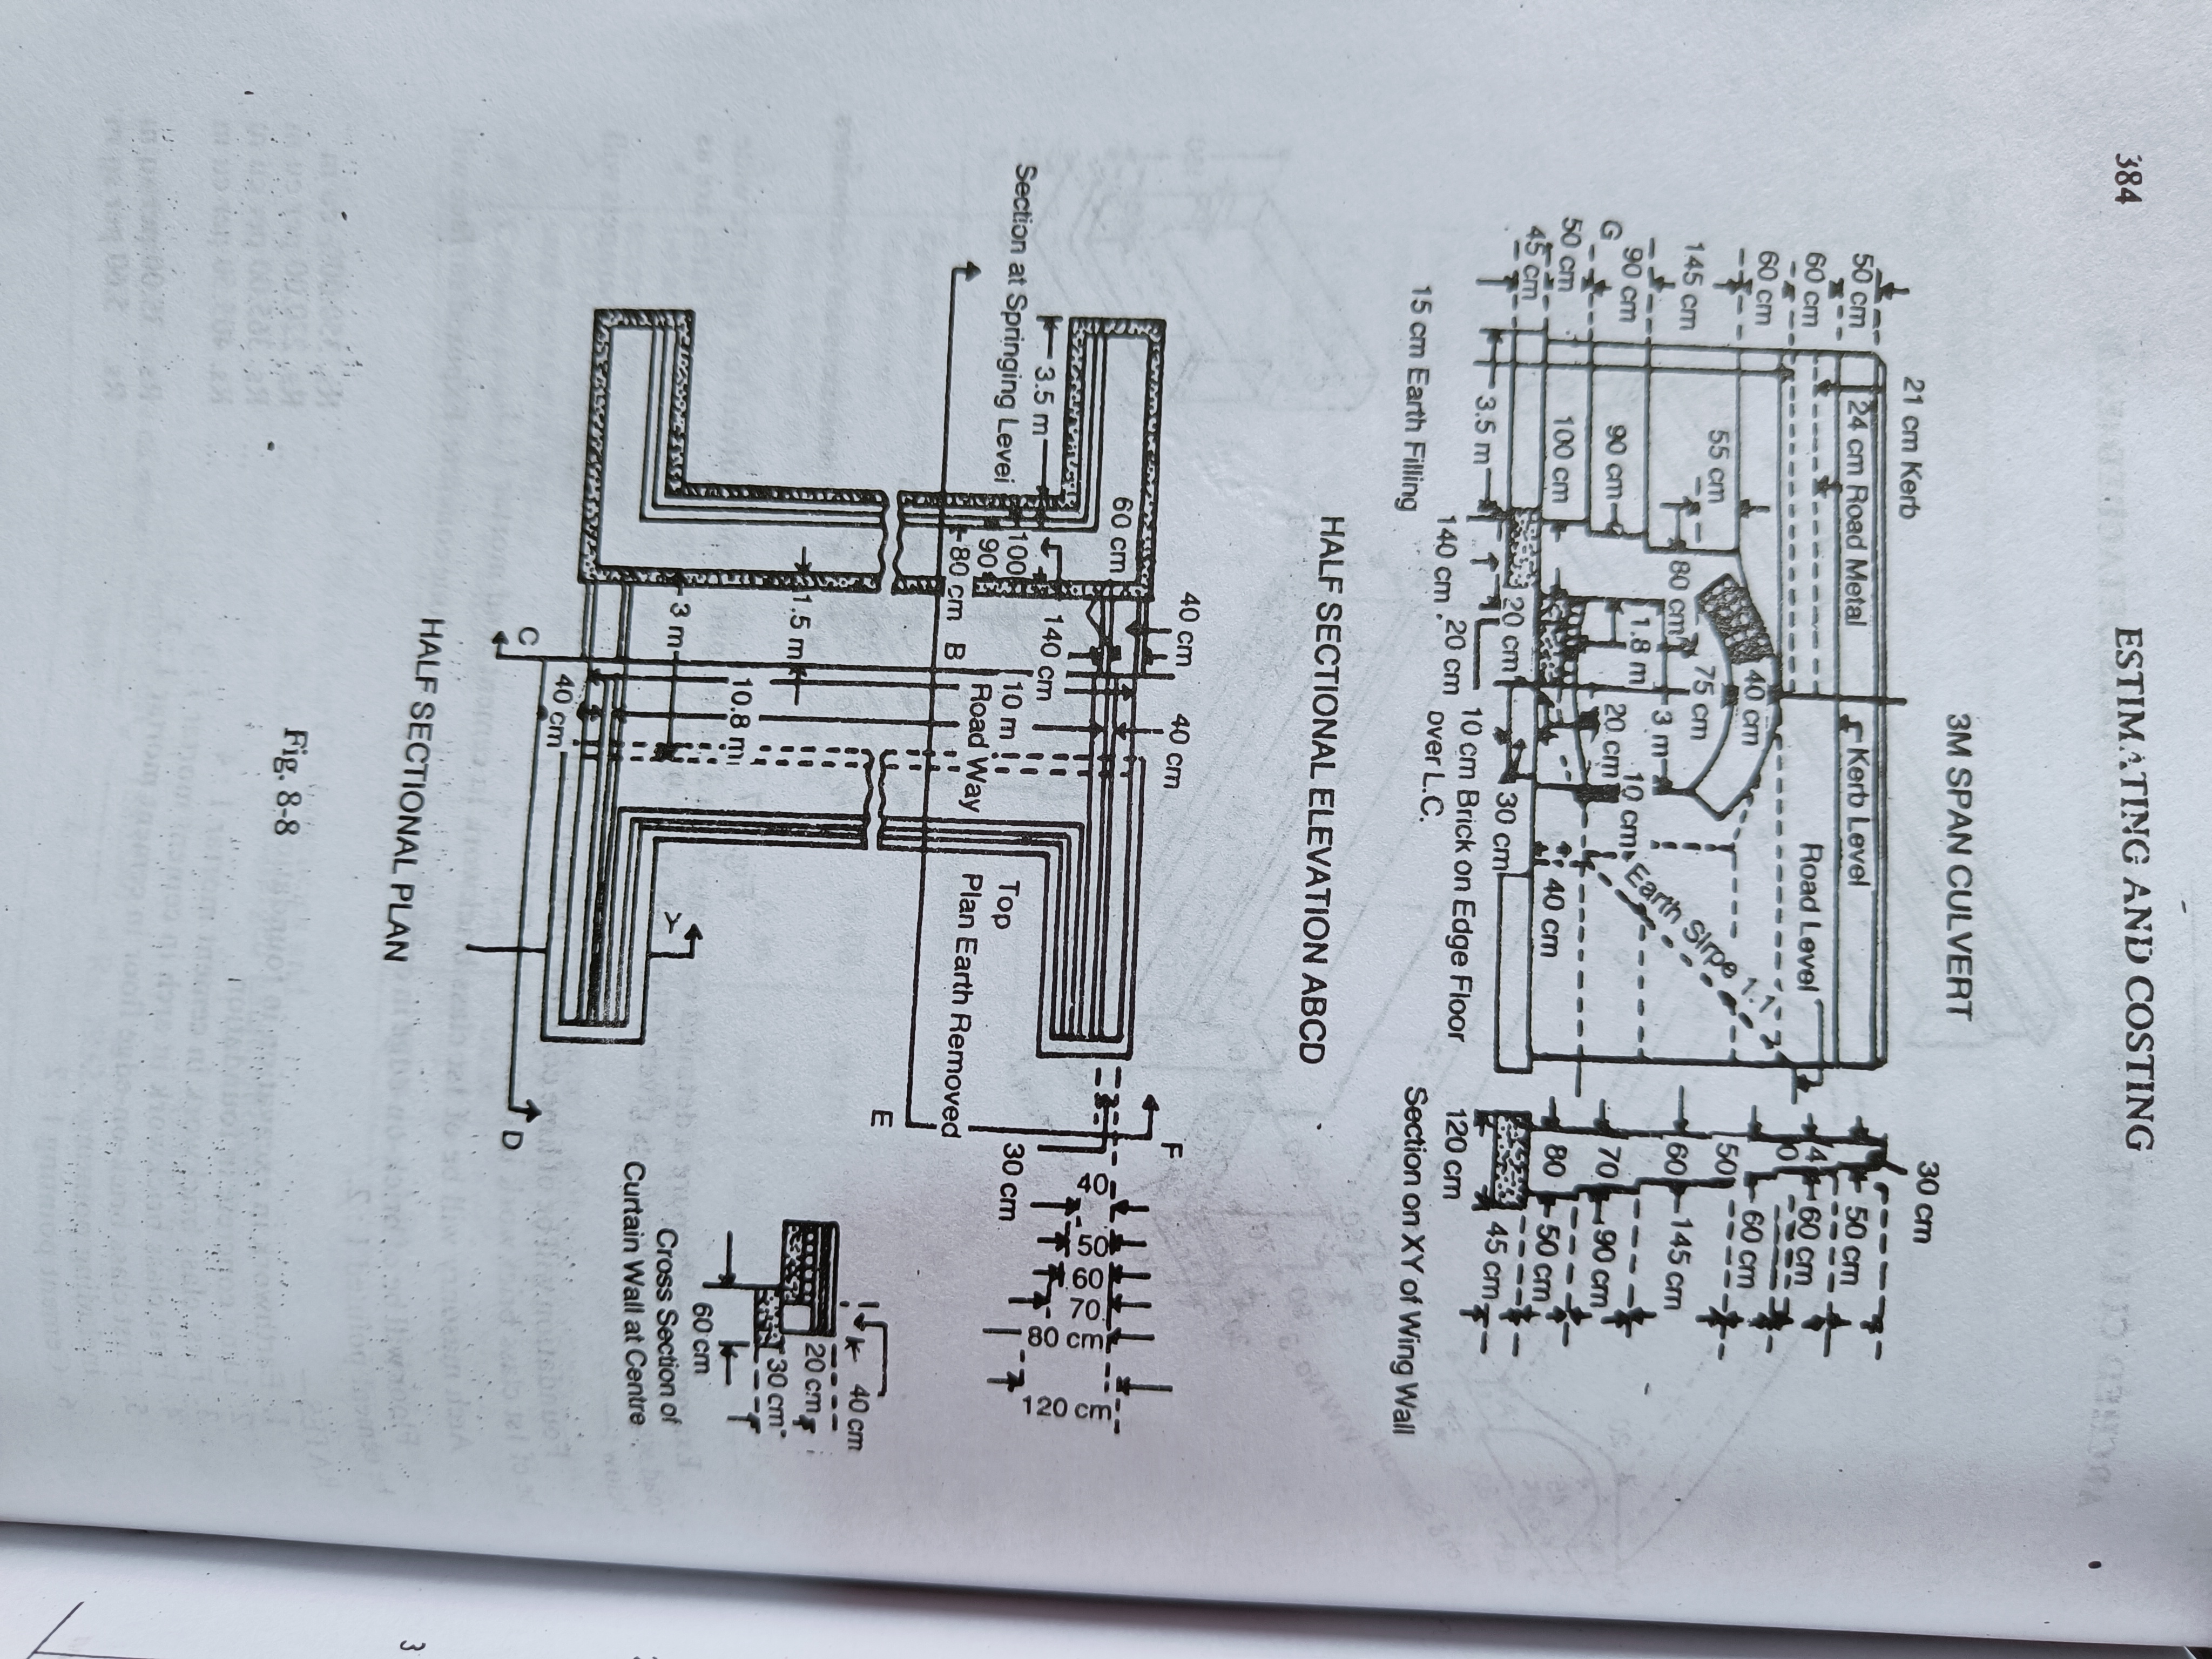 384
ESTIMATING AND COSTING
3M SPAN CULVERT
21 cm Kerb
30 cm
50 cm
60 cm
60 cm
145 cm
90 cm
G
50 cm
45 cm
24 cm Road Metal
Kerb Level
Road Level
55 cm
80 cm
40 cm
75 cm
90 cm
1.8 m
3 m
20 cm
10 cm
Earth Slope 1:1
100 cm
40 cm
3.5 m
20 cm
30 cm
50 cm
60 cm
60 cm
145 cm
90 cm
50 cm
45 cm
50
60
70
80
120 cm
15 cm Earth Filling
140 cm
20 cm
10 cm Brick on Edge Floor
over L.C.
Section on XY of Wing Wall
HALF SECTIONAL ELEVATION ABCD
40 cm
40 cm
60 cm
F
3.5 m
140 cm
100
90
80 cm
Section at Springing Level
B
10 m
Road Way
Top
Plan Earth Removed
E
30 cm
40
50
60
70
80 cm
120 cm
1.5 m
10.8 m
3 m
40 cm
C
D
Y
40 cm
20 cm
30 cm
60 cm
Cross Section of
Curtain Wall at Centre
HALF SECTIONAL PLAN
Fig. 8-8
3